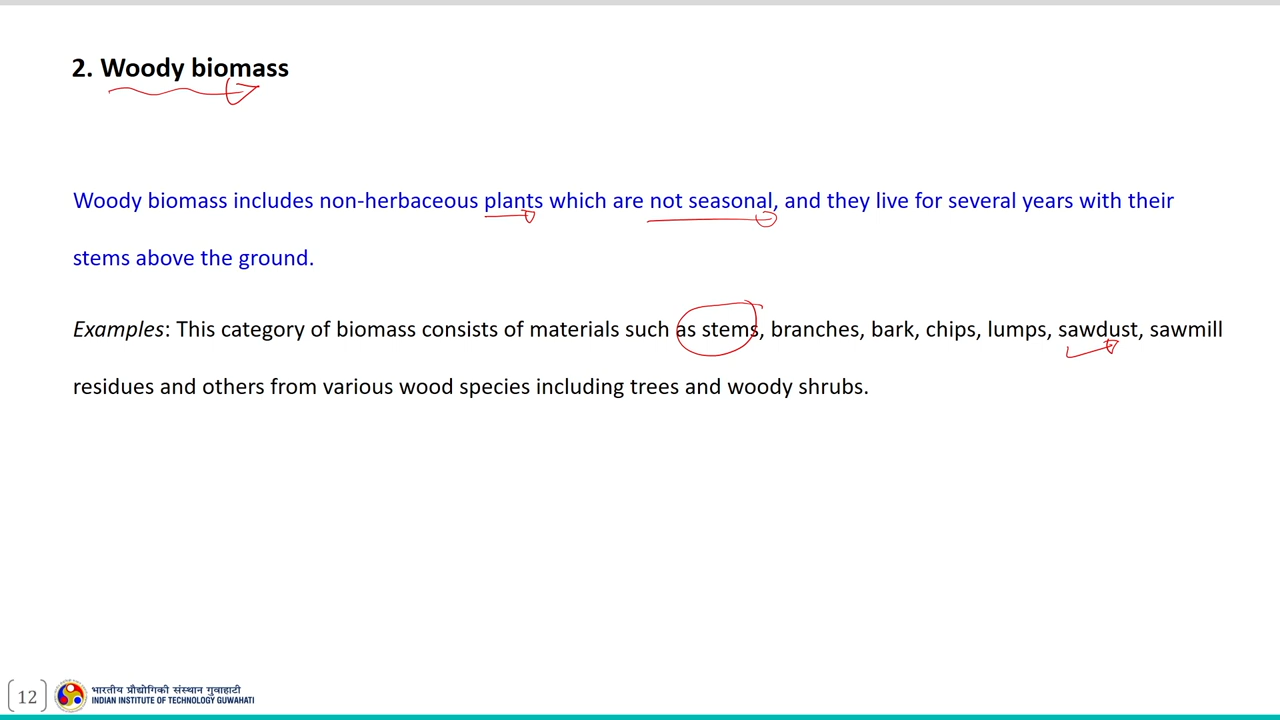 2. Woody biomass
Woody biomass includes non-herbaceous plants which are not seasonal, and they live for several years with their
stems above the ground.
Examples: This category of biomass consists of materials such as stems, branches, bark, chips, lumps, sawdust, sawmill
residues and others from various wood species including trees and woody shrubs.
12
भारतीय प्रौद्योगिकी संस्थान गुवाहाटी
INDIAN INSTITUTE OF TECHNOLOGY GUWAHATI